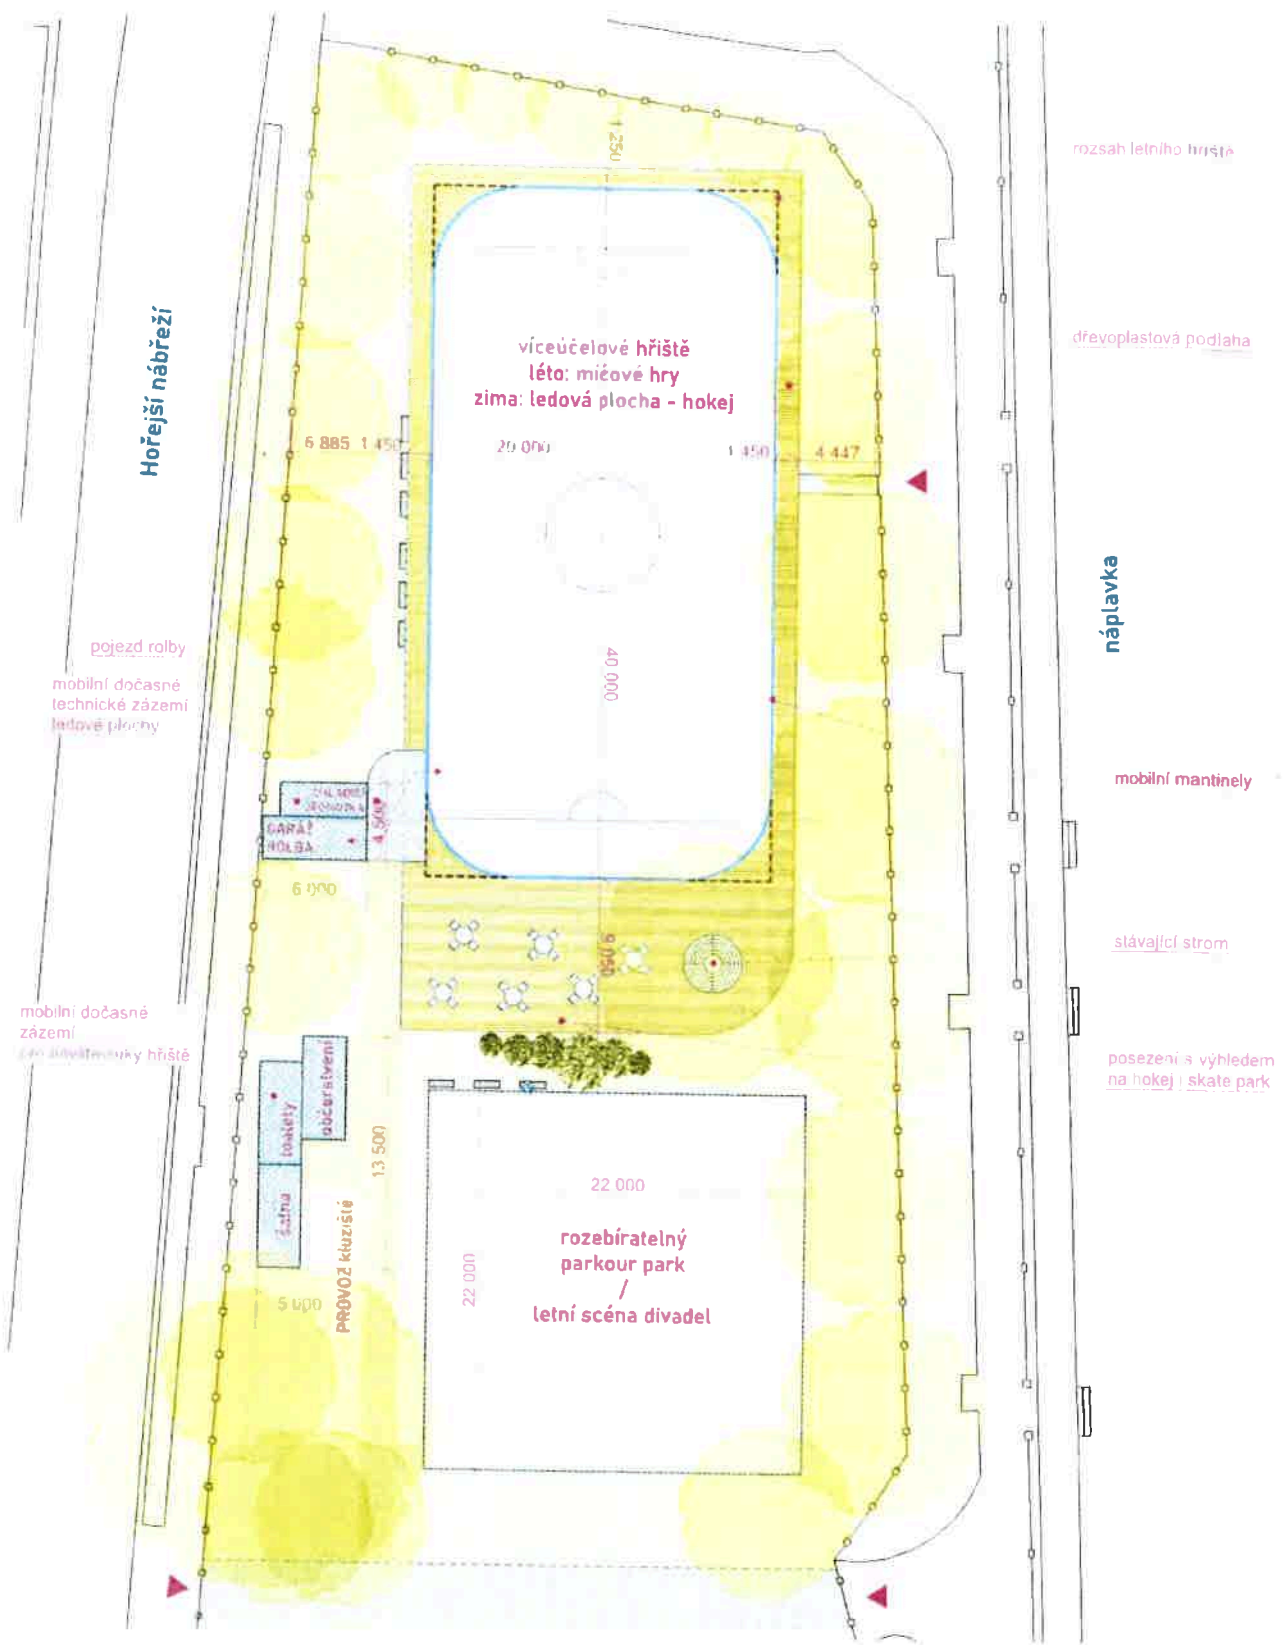 1 250
rozsah letního hřiště
Hořejší nábřeží
víceúčelové hřiště
léto: míčové hry
zima: ledová plocha - hokej
dřevoplastová podlaha
6 885
1 450
20 000
1 450
4 447
náplavka
pojezd rolby
40 000
mobilní dočasné
technické zázemí
ledové plochy
mobilní mantinely
JEDNOTKA
GARÁŽ
ROLBA
4 500
6 000
9 050
stávající strom
mobilní dočasné
zázemí
hřiště
posezení s výhledem
na hokej i skate park
občerstvení
toalety
šatna
13 500
PROVOZ kluziště
5 000
22 000
22 000
rozebíratelný
parkour park
/
letní scéna divadel